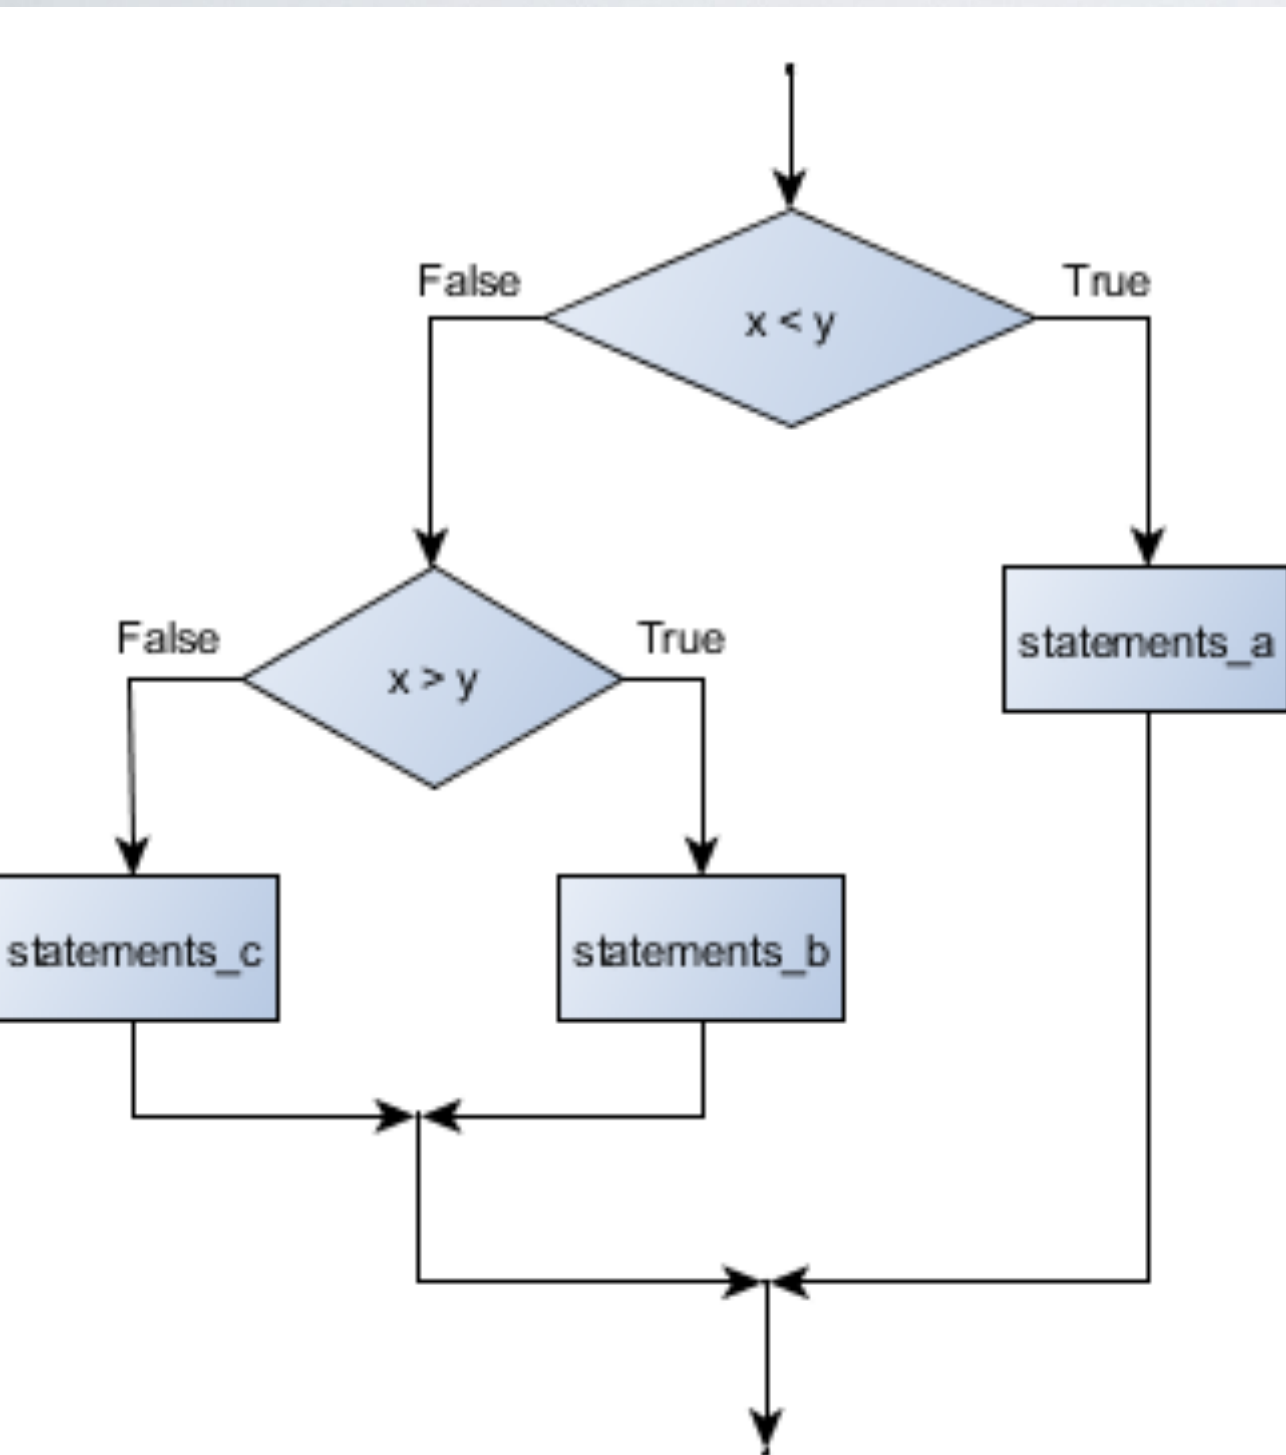 False
True
x < y
False
True
x > y
statements_a
statements_c
statements_b